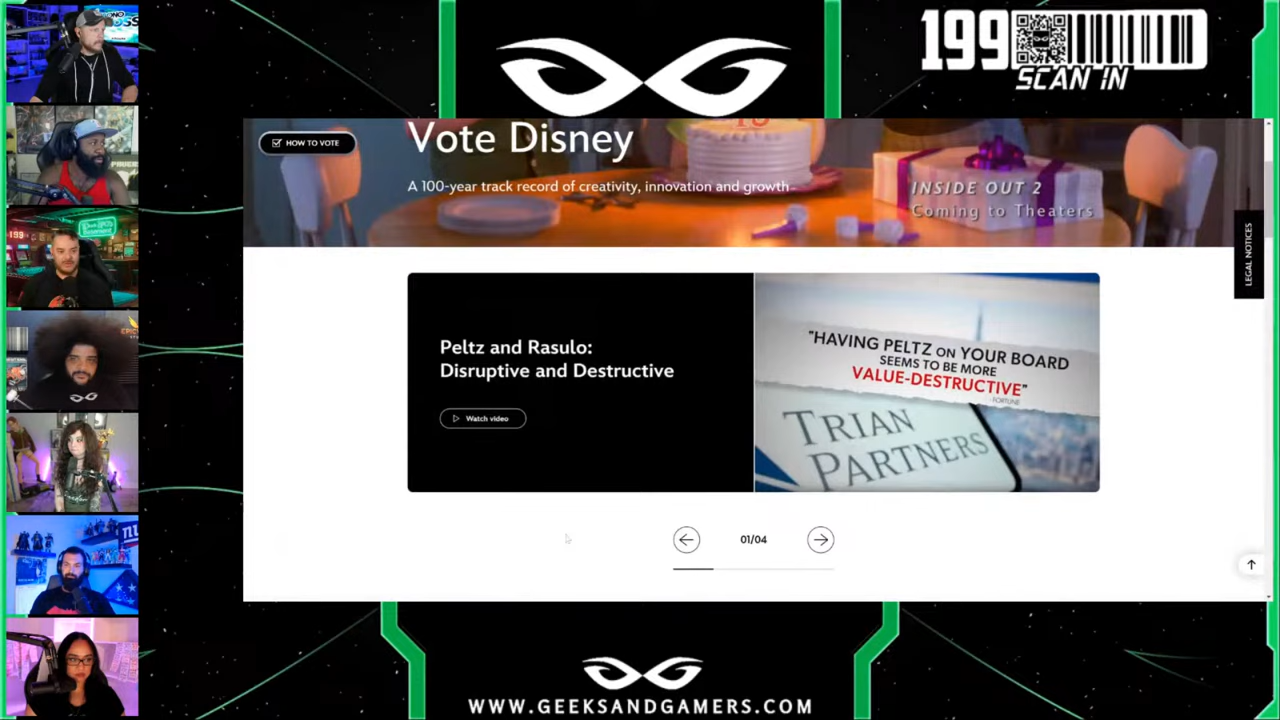 199
SCAN IN
HOW TO VOTE
Vote Disney
A 100-year track record of creativity, innovation and growth
INSIDE OUT 2
Coming to Theaters
LEGAL NOTICES
Peltz and Rasulo:
Disruptive and Destructive
Watch video
"HAVING PELTZ ON YOUR BOARD
SEEMS TO BE MORE
VALUE-DESTRUCTIVE"
- FORTUNE
TRIAN
PARTNERS
01/04
WWW.GEEKSANDGAMERS.COM